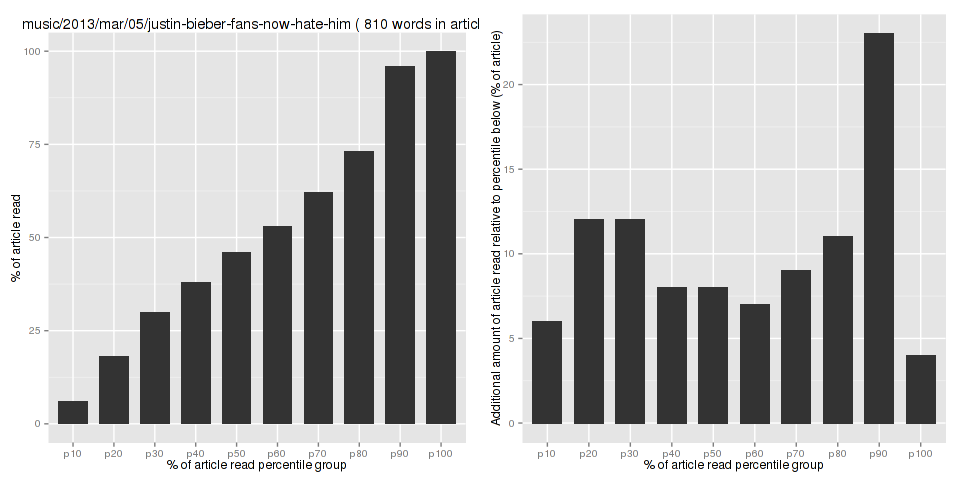 music/2013/mar/05/justin-bieber-fans-now-hate-him ( 810 words in articl
% of article read
100
75
50
25
0
p10 p20 p30 p40 p50 p60 p70 p80 p90 p100
% of article read percentile group
Additional amount of article read relative to percentile below (% of article)
20
15
10
5
0
p10 p20 p30 p40 p50 p60 p70 p80 p90 p100
% of article read percentile group